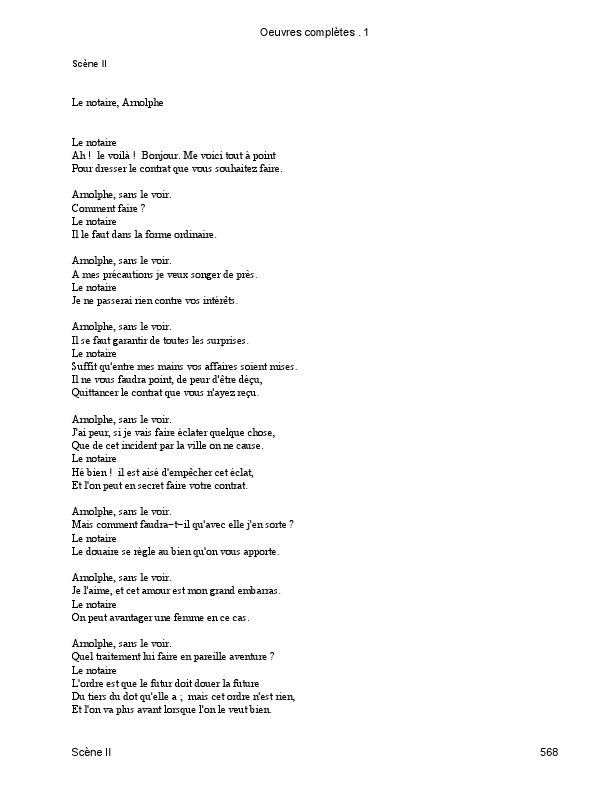 Oeuvres complètes . 1
Scène II
Le notaire, Arnolphe
Le notaire
Ah ! le voilà ! Bonjour. Me voici tout à point
Pour dresser le contrat que vous souhaitez faire.
Arnolphe, sans le voir.
Comment faire ?
Le notaire
Il le faut dans la forme ordinaire.
Arnolphe, sans le voir.
A mes précautions je veux songer de près.
Le notaire
Je ne passerai rien contre vos intérêts.
Arnolphe, sans le voir.
Il se faut garantir de toutes les surprises.
Le notaire
Suffit qu'entre mes mains vos affaires soient mises.
Il ne vous faudra point, de peur d'être déçu,
Quittancer le contrat que vous n'ayez reçu.
Arnolphe, sans le voir.
J'ai peur, si je vais faire éclater quelque chose,
Que de cet incident par la ville on ne cause.
Le notaire
Hé bien ! il est aisé d'empêcher cet éclat,
Et l'on peut en secret faire votre contrat.
Arnolphe, sans le voir.
Mais comment faudra−t−il qu'avec elle j'en sorte ?
Le notaire
Le douaire se règle au bien qu'on vous apporte.
Arnolphe, sans le voir.
Je l'aime, et cet amour est mon grand embarras.
Le notaire
On peut avantager une femme en ce cas.
Arnolphe, sans le voir.
Quel traitement lui faire en pareille aventure ?
Le notaire
L'ordre est que le futur doit douer la future
Du tiers du dot qu'elle a ; mais cet ordre n'est rien,
Et l'on va plus avant lorsque l'on le veut bien.
Scène II 568